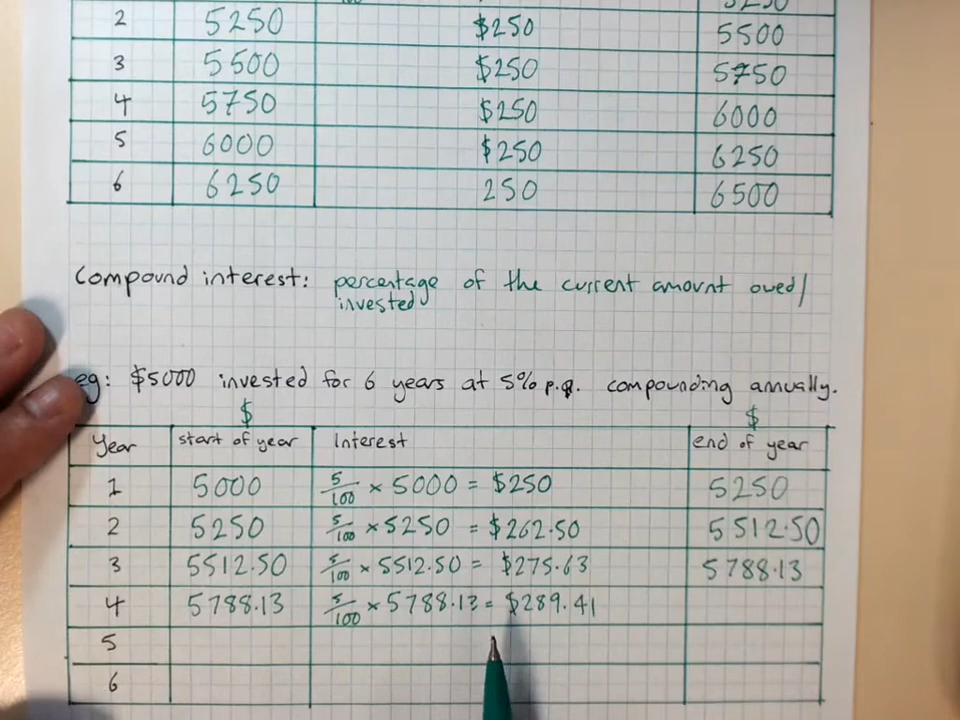 2 5250 $250 5500
3 5500 $250 5750
4 5750 $250 6000
5 6000 $250 6250
6 6250 250 6500
Compound interest: percentage of the current amount owed/
invested
eg: $5000 invested for 6 years at 5% p.a. compounding annually.
$ $
Year start of year Interest end of year
1 5000 5/100 × 5000 = $250 5250
2 5250 5/100 × 5250 = $262.50 5512.50
3 5512.50 5/100 × 5512.50 = $275.63 5788.13
4 5788.13 5/100 × 5788.13 = $289.41
5
6